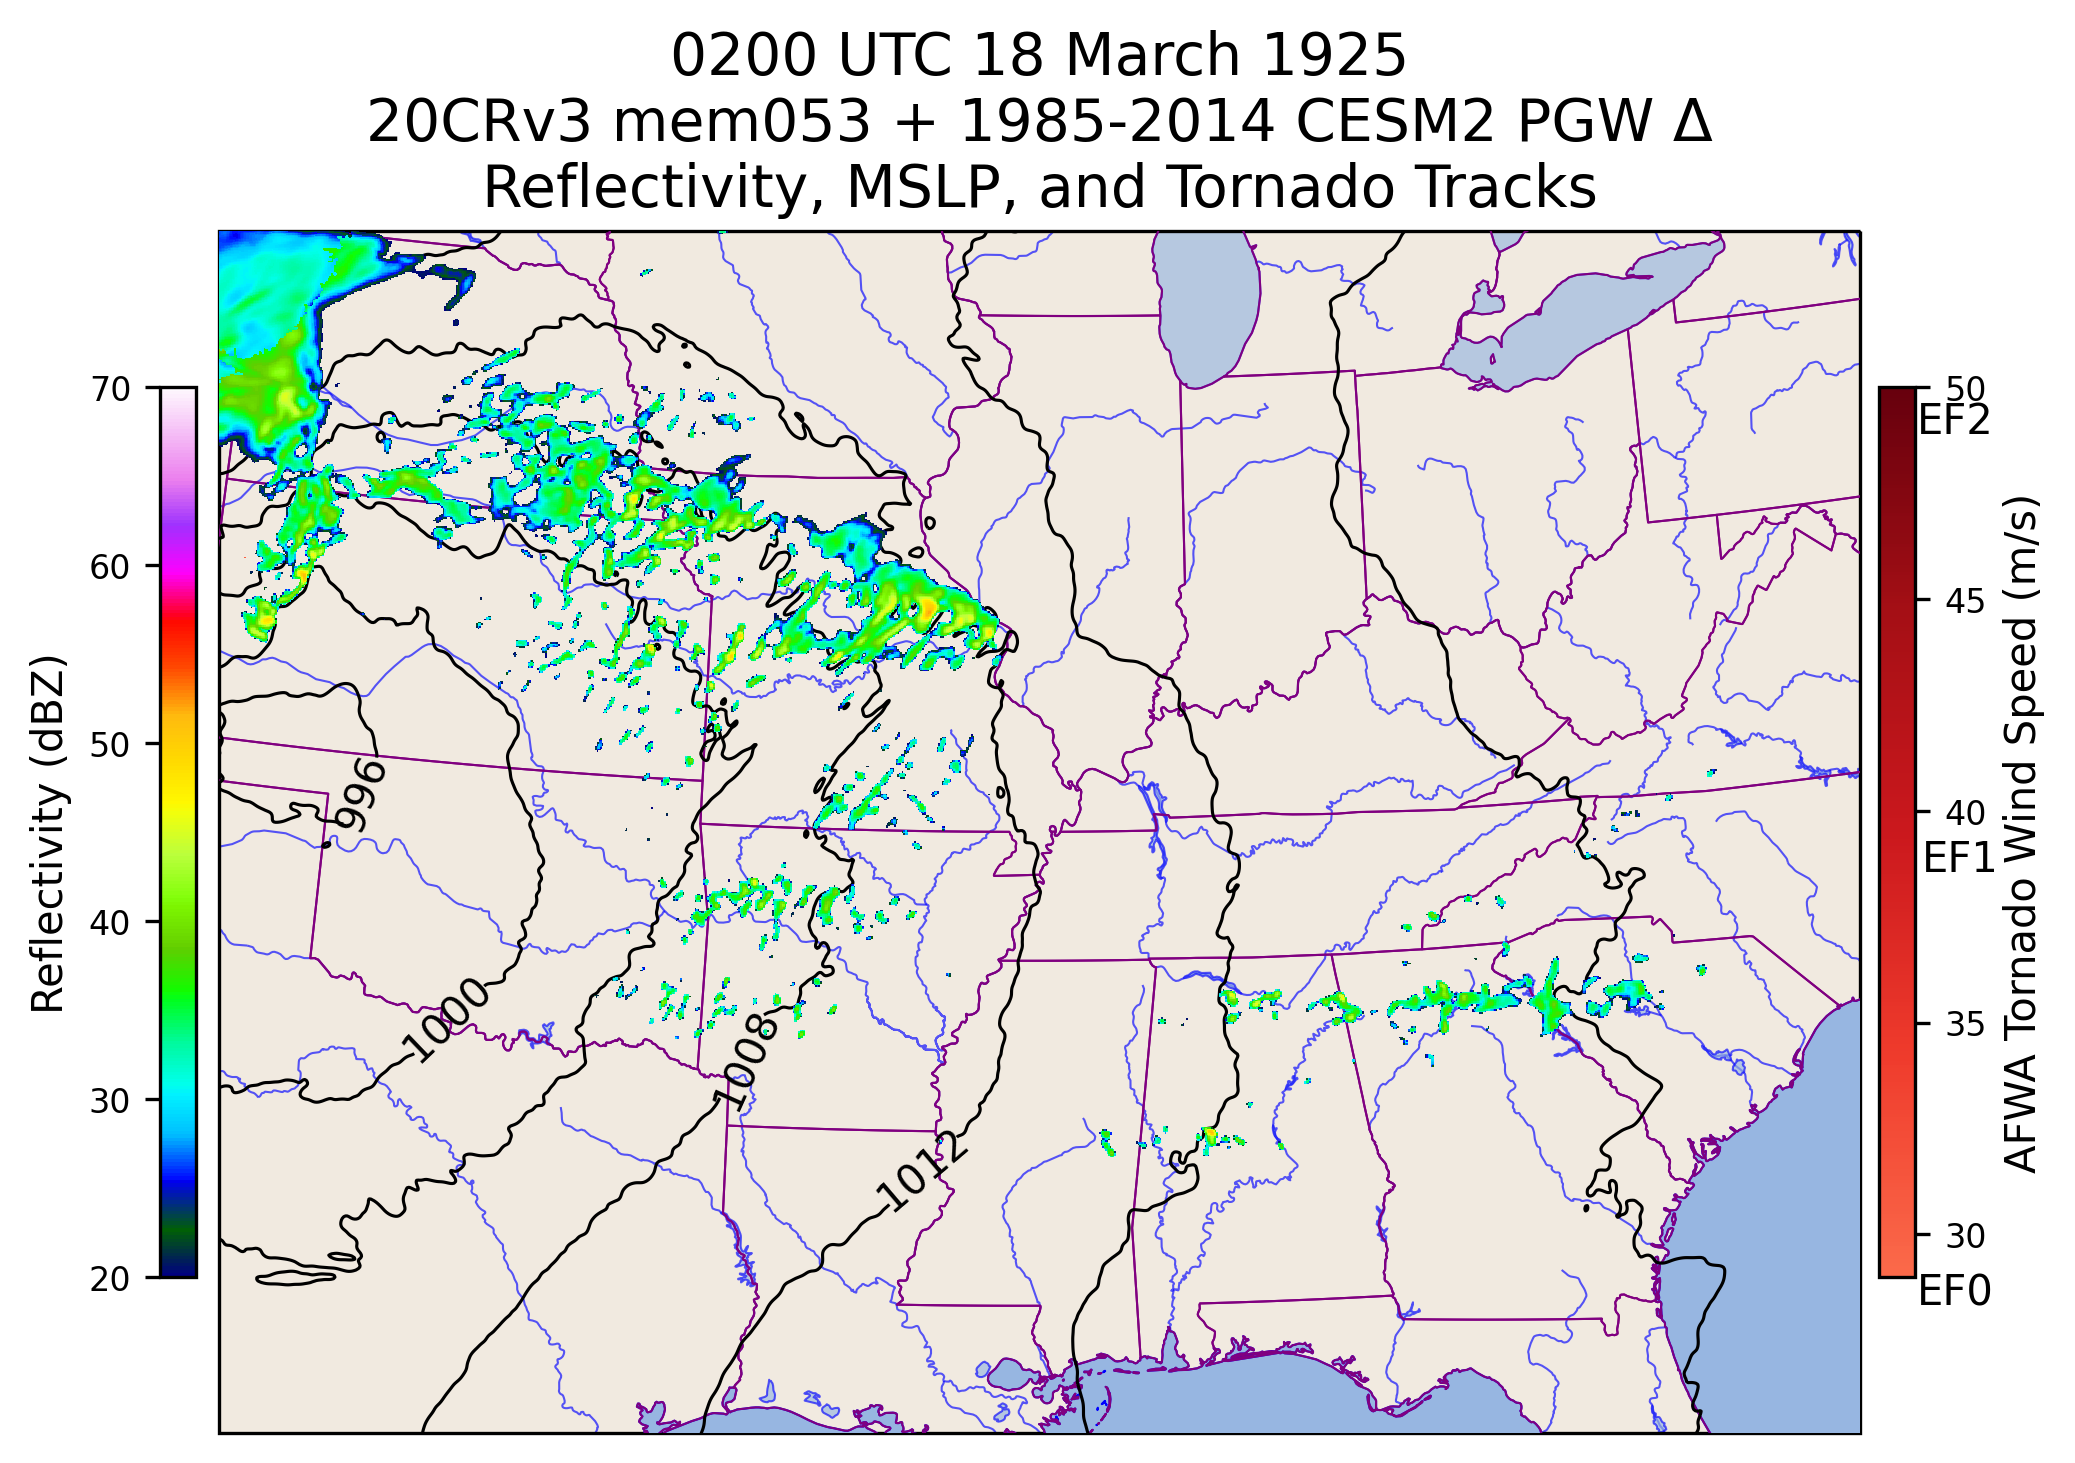 0200 UTC 18 March 1925
20CRv3 mem053 + 1985-2014 CESM2 PGW Δ
Reflectivity, MSLP, and Tornado Tracks
70
60
50
40
30
20
Reflectivity (dBZ)
996
1000
1008
1012
50
EF2
45
40
EF1
35
30
EF0
AFWA Tornado Wind Speed (m/s)